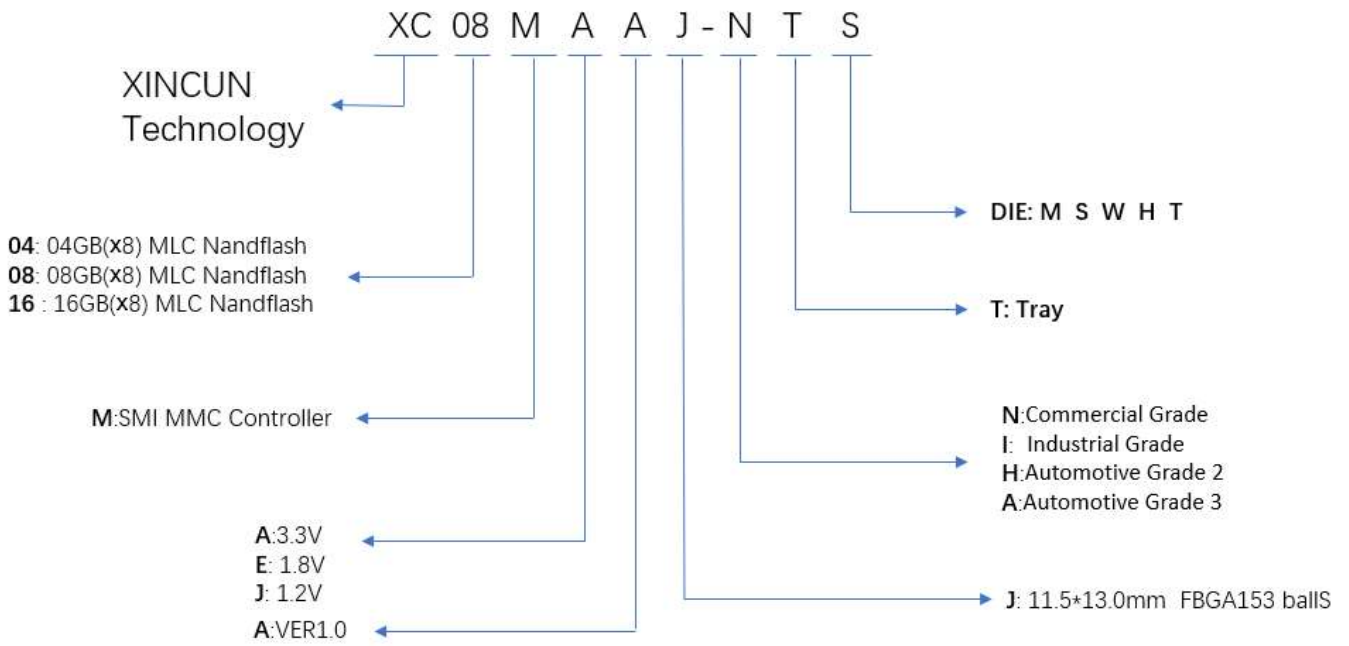 XC 08 M A A J - N T S
XINCUN
Technology
DIE: M S W H T
04: 04GB(x8) MLC Nandflash
08: 08GB(x8) MLC Nandflash
16 : 16GB(x8) MLC Nandflash
T: Tray
M:SMI MMC Controller
N:Commercial Grade
I: Industrial Grade
H:Automotive Grade 2
A:Automotive Grade 3
A:3.3V
E: 1.8V
J: 1.2V
A:VER1.0
J: 11.5*13.0mm FBGA153 ballS